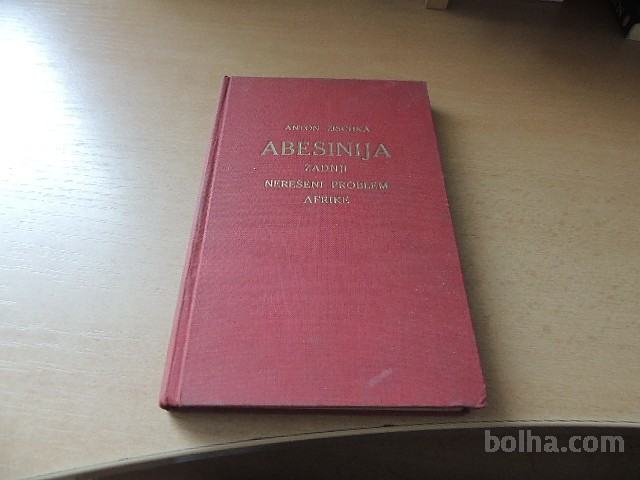 ANTON ZISCHKA
ABESINIJA
ZADNJI
NEREŠENI PROBLEM
AFRIKE
bolha.com